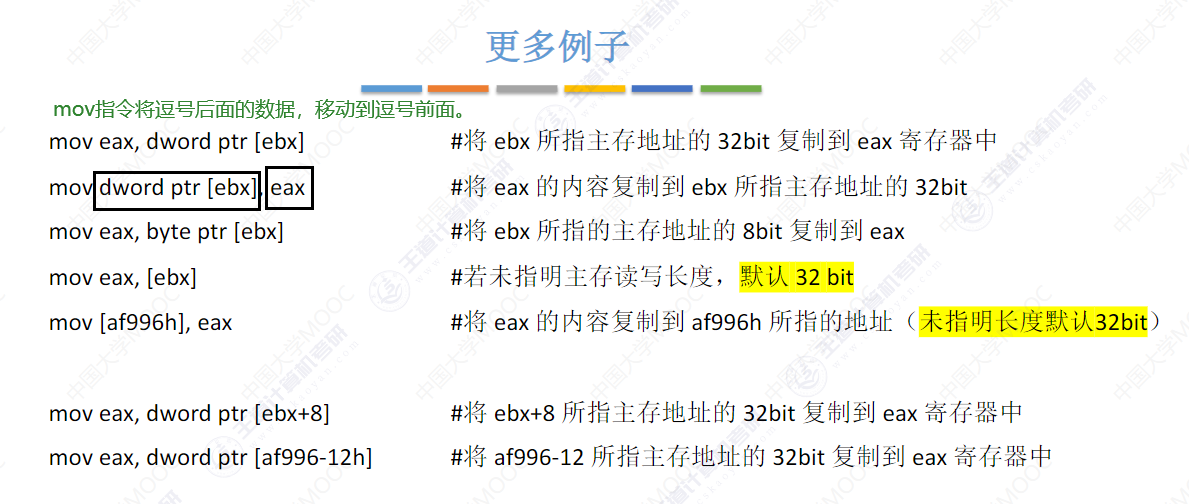 更多例子
mov指令将逗号后面的数据，移动到逗号前面。
mov eax, dword ptr [ebx] #将 ebx 所指主存地址的 32bit 复制到 eax 寄存器中
mov dword ptr [ebx], eax #将 eax 的内容复制到 ebx 所指主存地址的 32bit
mov eax, byte ptr [ebx] #将 ebx 所指的主存地址的 8bit 复制到 eax
mov eax, [ebx] #若未指明主存读写长度，默认 32 bit
mov [af996h], eax #将 eax 的内容复制到 af996h 所指的地址（未指明长度默认32bit）
mov eax, dword ptr [ebx+8] #将 ebx+8 所指主存地址的 32bit 复制到 eax 寄存器中
mov eax, dword ptr [af996-12h] #将 af996-12 所指主存地址的 32bit 复制到 eax 寄存器中